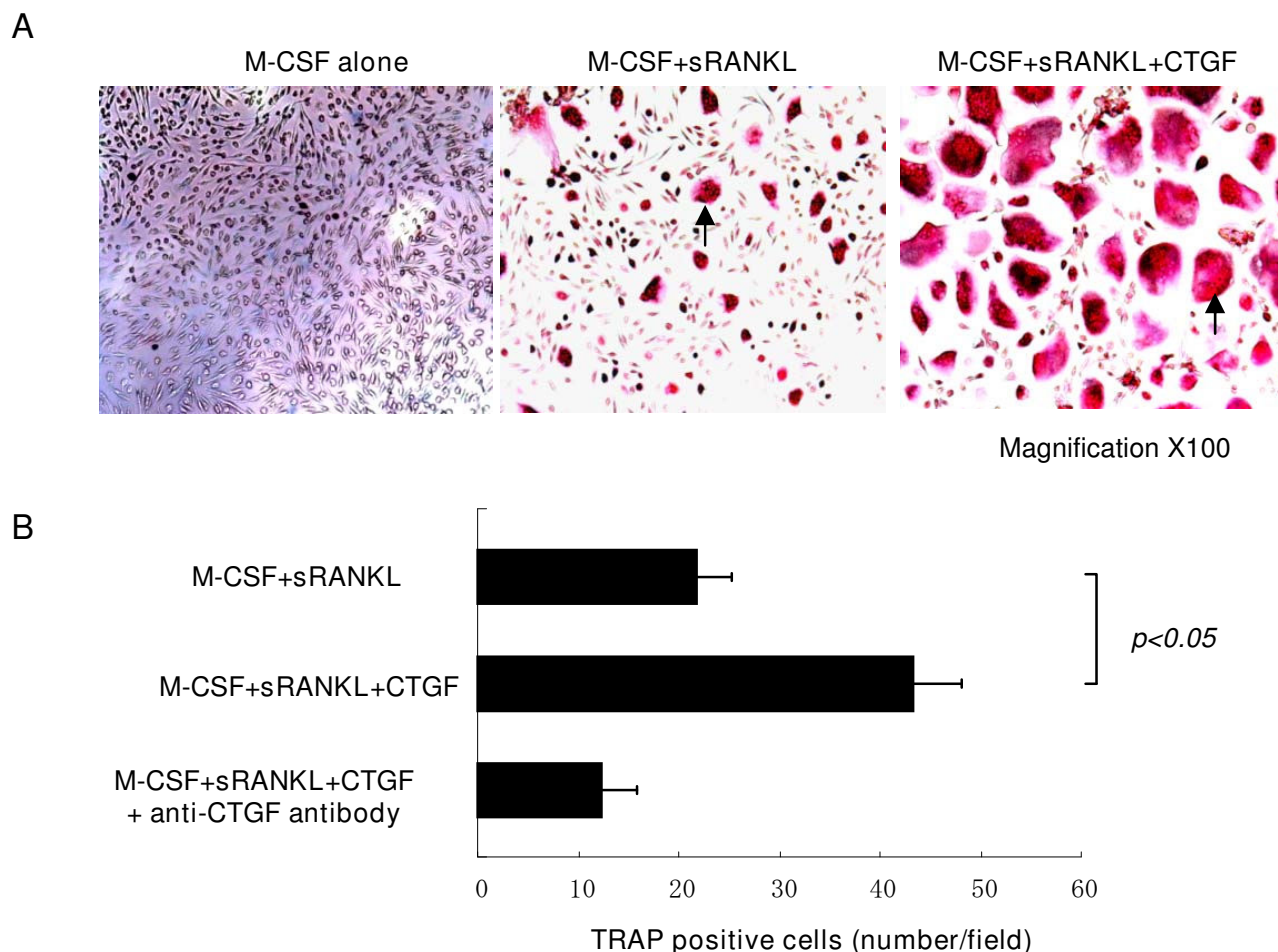 A
M-CSF alone
M-CSF+sRANKL
M-CSF+sRANKL+CTGF
Magnification X100
B
M-CSF+sRANKL
M-CSF+sRANKL+CTGF
M-CSF+sRANKL+CTGF
+ anti-CTGF antibody
p<0.05
0 10 20 30 40 50 60
TRAP positive cells (number/field)